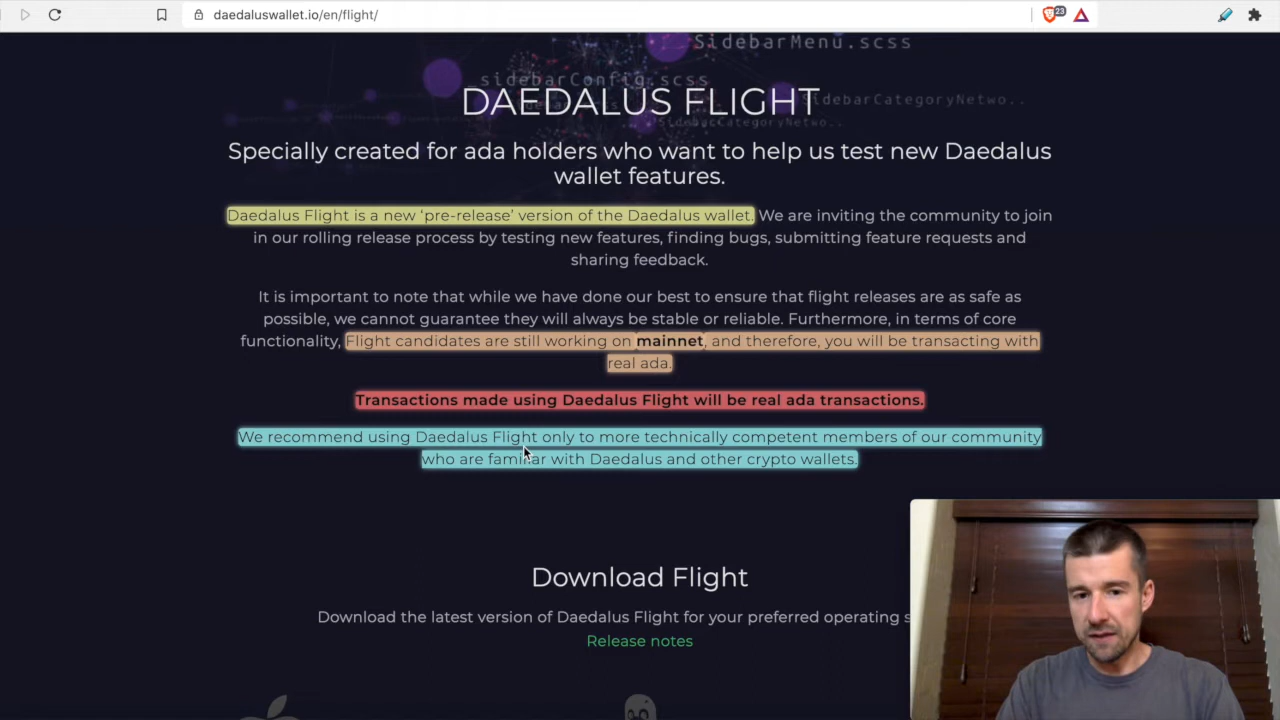 daedaluswallet.io/en/flight/
23
SidebarMenu.scss
_sidebarConfig.scss
DAEDALUS FLIGHT
SidebarCategoryNetwo..
SidebarCategoryNetwo..
Specially created for ada holders who want to help us test new Daedalus
wallet features.
Daedalus Flight is a new ‘pre-release’ version of the Daedalus wallet. We are inviting the community to join
in our rolling release process by testing new features, finding bugs, submitting feature requests and
sharing feedback.
It is important to note that while we have done our best to ensure that flight releases are as safe as
possible, we cannot guarantee they will always be stable or reliable. Furthermore, in terms of core
functionality, Flight candidates are still working on mainnet, and therefore, you will be transacting with
real ada.
Transactions made using Daedalus Flight will be real ada transactions.
We recommend using Daedalus Flight only to more technically competent members of our community
who are familiar with Daedalus and other crypto wallets.
Download Flight
Download the latest version of Daedalus Flight for your preferred operating
Release notes